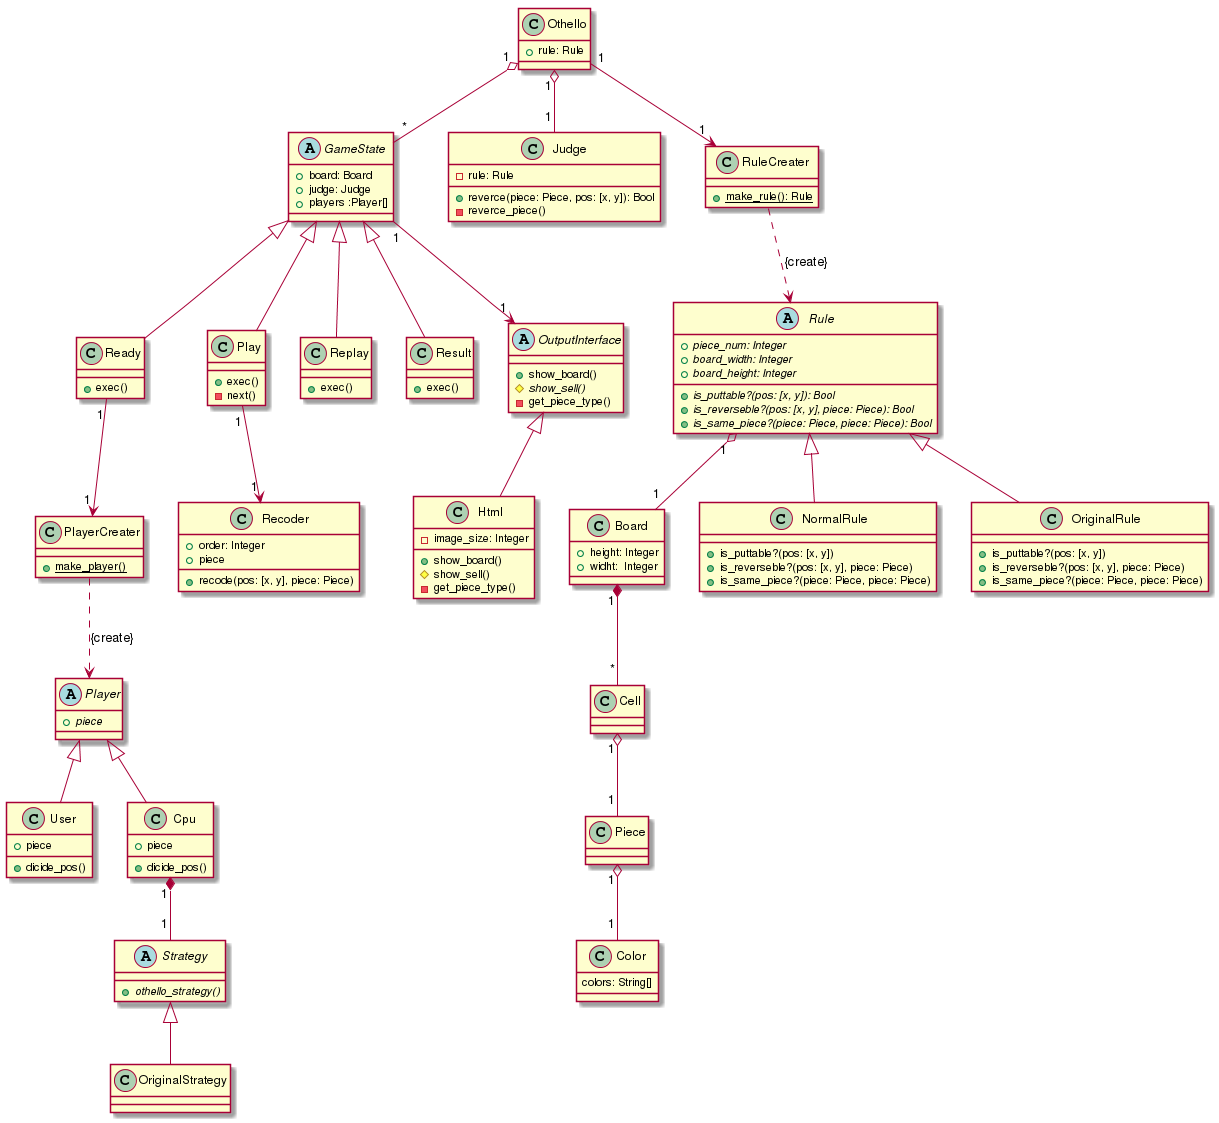 C Othello
rule: Rule
1
1
1
1
*
1
A GameState
board: Board
judge: Judge
players :Player[]
C Judge
rule: Rule
reverce(piece: Piece, pos: [x, y]): Bool
reverce_piece()
C RuleCreater
make_rule(): Rule
1
{create}
1
C Ready
exec()
C Play
exec()
next()
C Replay
exec()
C Result
exec()
A OutputInterface
show_board()
show_sell()
get_piece_type()
A Rule
piece_num: Integer
board_width: Integer
board_height: Integer
is_puttable?(pos: [x, y]): Bool
is_reverseble?(pos: [x, y], piece: Piece): Bool
is_same_piece?(piece: Piece, piece: Piece): Bool
1
1
1
1
1
1
C PlayerCreater
make_player()
C Recoder
order: Integer
piece
recode(pos: [x, y], piece: Piece)
C Html
image_size: Integer
show_board()
show_sell()
get_piece_type()
C Board
height: Integer
widht: Integer
C NormalRule
is_puttable?(pos: [x, y])
is_reverseble?(pos: [x, y], piece: Piece)
is_same_piece?(piece: Piece, piece: Piece)
C OriginalRule
is_puttable?(pos: [x, y])
is_reverseble?(pos: [x, y], piece: Piece)
is_same_piece?(piece: Piece, piece: Piece)
1
{create}
*
A Player
piece
C Cell
1
1
C User
piece
dicide_pos()
C Cpu
piece
dicide_pos()
C Piece
1
1
1
1
A Strategy
othello_strategy()
C Color
colors: String[]
C OriginalStrategy